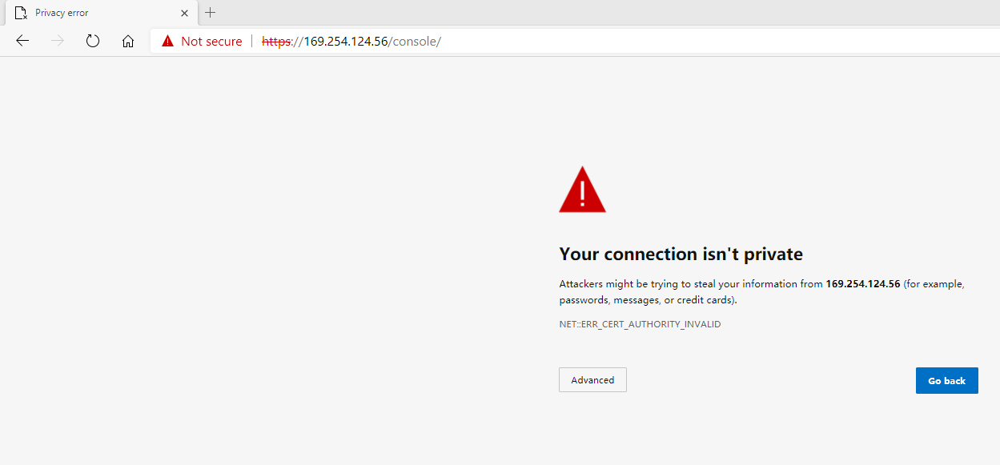 Privacy error
Not secure https://169.254.124.56/console/
Your connection isn't private
Attackers might be trying to steal your information from 169.254.124.56 (for example,
passwords, messages, or credit cards).
NET::ERR_CERT_AUTHORITY_INVALID
Advanced
Go back